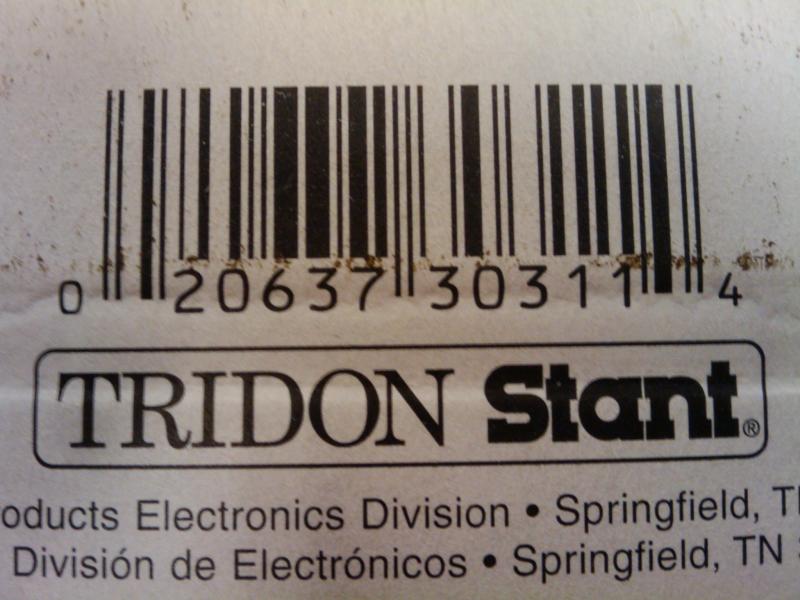 0 20637 30311 4
TRIDON Stant®
oducts Electronics Division • Springfield, T
División de Electrónicos • Springfield, TN